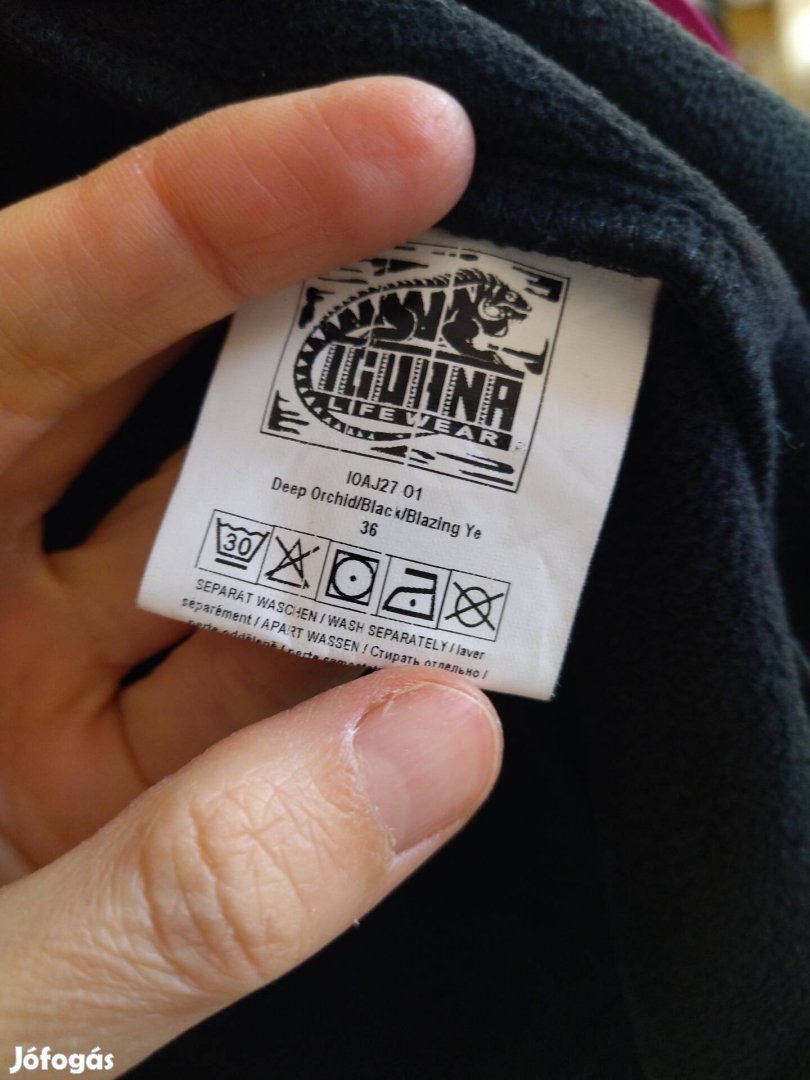 IGUANA
LIFEWEAR
IOAJ27 01
Deep Orchid/Black/Blazing Ye
36
30
SEPARAT WASCHEN / WASH SEPARATELY / laver
séparément / APART WASSEN / Стирать отдельно /
Jófogás